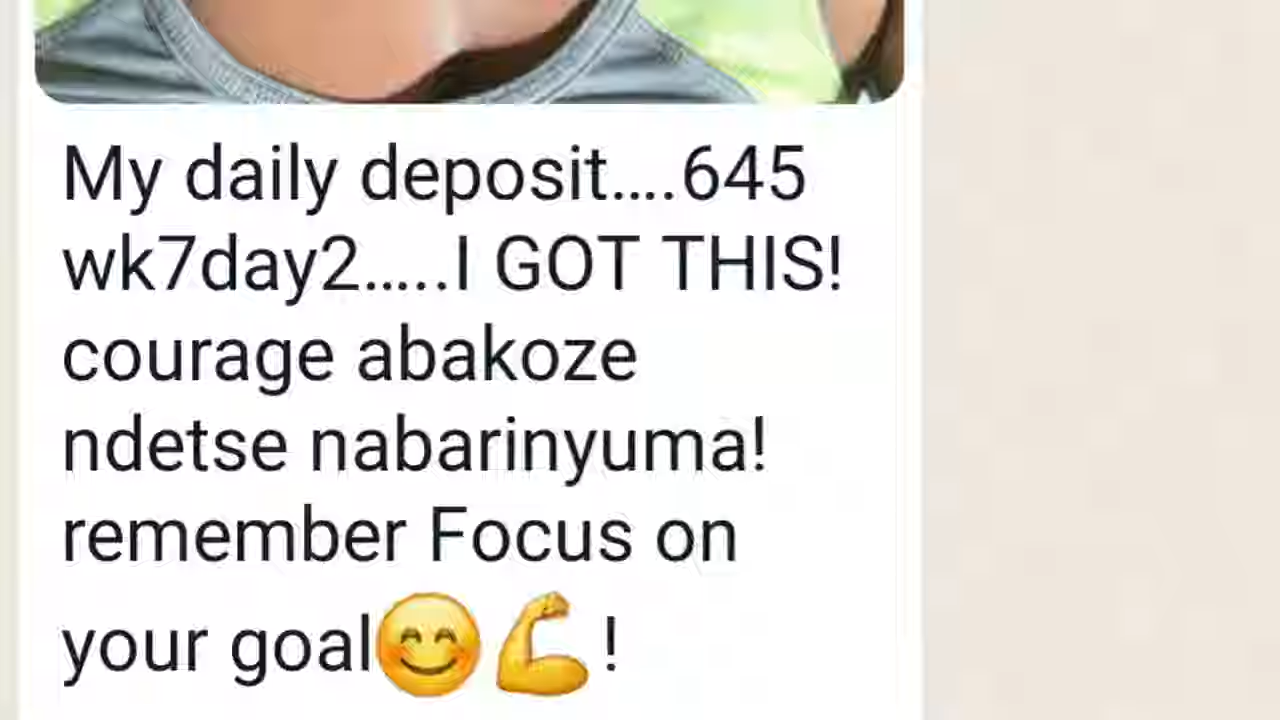 My daily deposit....645
wk7day2.....I GOT THIS!
courage abakoze
ndetse nabarinyuma!
remember Focus on
your goal😊💪!